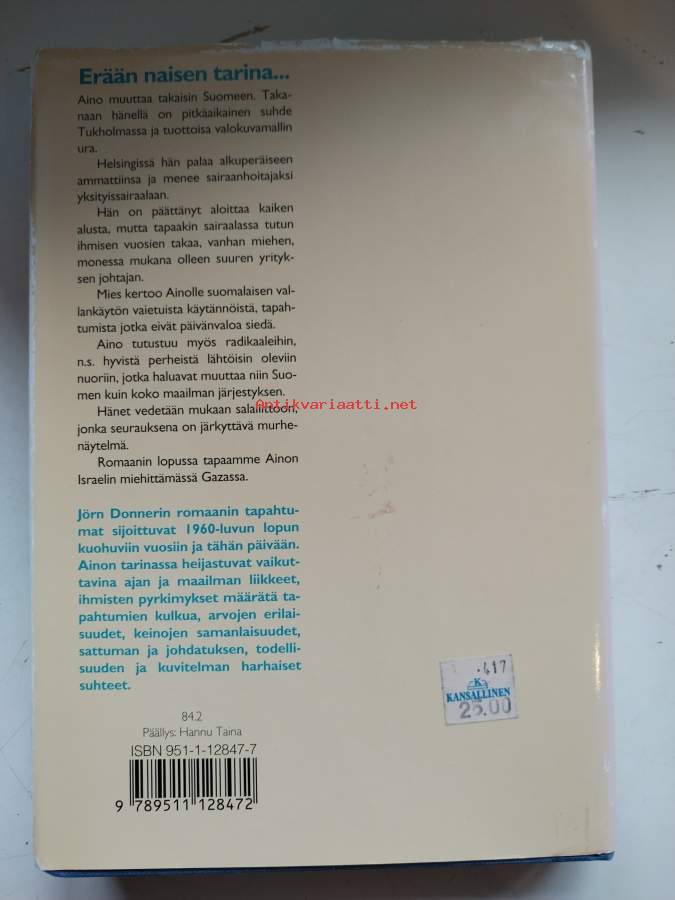 Erään naisen tarina...
Aino muuttaa takaisin Suomeen. Taka-
naan hänellä on pitkäaikainen suhde
Tukholmassa ja tuottoisa valokuvamallin
ura.
Helsingissä hän palaa alkuperäiseen
ammattiinsa ja menee sairaanhoitajaksi
yksityissairaalaan.
Hän on päättänyt aloittaa kaiken
alusta, mutta tapaakin sairaalassa tutun
ihmisen vuosien takaa, vanhan miehen,
monessa mukana olleen suuren yrityk-
sen johtajan.
Mies kertoo Ainolle suomalaisen val-
lankäytön vaietuista käytännöistä, tapah-
tumista jotka eivät päivänvaloa siedä.
Aino tutustuu myös radikaaleihin,
n.s. hyvistä perheistä lähtöisin oleviin
nuoriin, jotka haluavat muuttaa niin Suo-
men kuin koko maailman järjestyksen.
Antikvariaatti.net
Hänet vedetään mukaan salaliittoon,
jonka seurauksena on järkyttävä murhe-
näytelmä.
Romaanin lopussa tapaamme Ainon
Israelin miehittämässä Gazassa.
Jörn Donnerin romaanin tapahtu-
mat sijoittuvat 1960-luvun lopun
kuohuviin vuosiin ja tähän päivään.
Ainon tarinassa heijastuvat vaikut-
tavina ajan ja maailman liikkeet,
ihmisten pyrkimykset määrätä ta-
pahtumien kulkua, arvojen erilai-
suudet, keinojen samanlaisuudet,
sattuman ja johdatuksen, todelli-
suuden ja kuvitelman harhaiset
suhteet.
.417
K
KANSALLINEN
25.00
84.2
Päällys: Hannu Taina
ISBN 951-1-12847-7
9 789511 128472